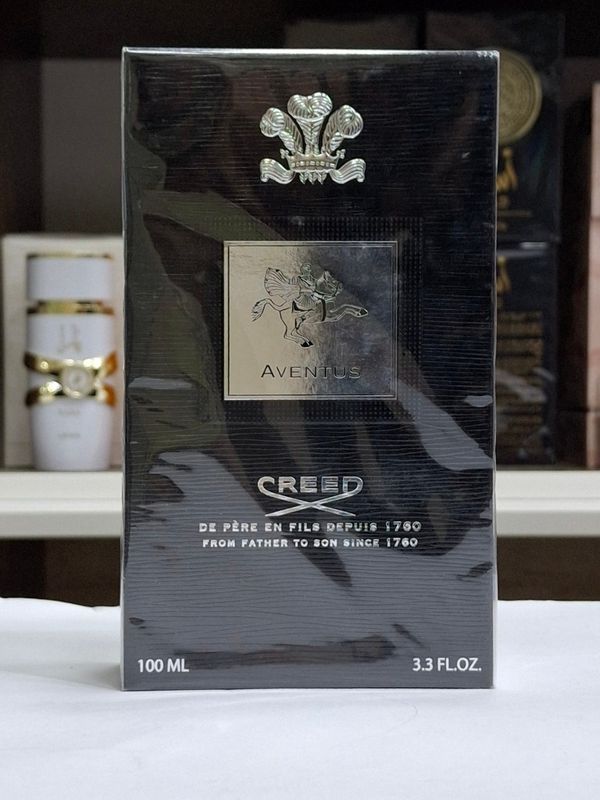 AVENTUS
CREED
DE PÈRE EN FILS DEPUIS 1760
FROM FATHER TO SON SINCE 1760
100 ML
3.3 FL.OZ.